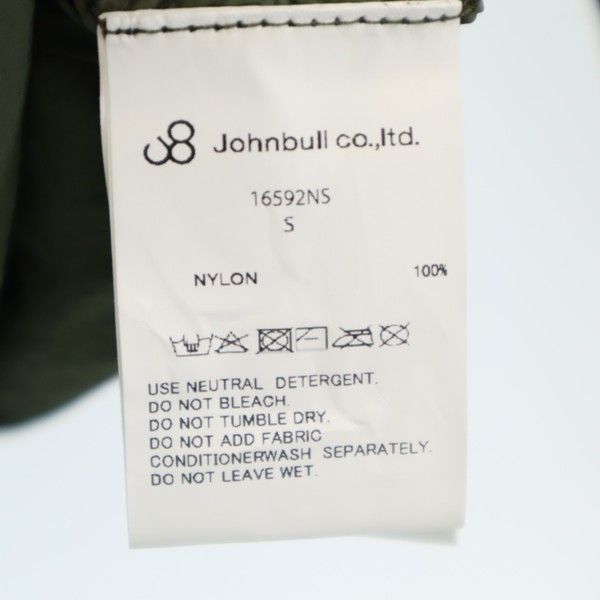 Johnbull co.,ltd.
16592NS
S
NYLON 100%
USE NEUTRAL DETERGENT.
DO NOT BLEACH.
DO NOT TUMBLE DRY.
DO NOT ADD FABRIC
CONDITIONERWASH SEPARATELY.
DO NOT LEAVE WET.